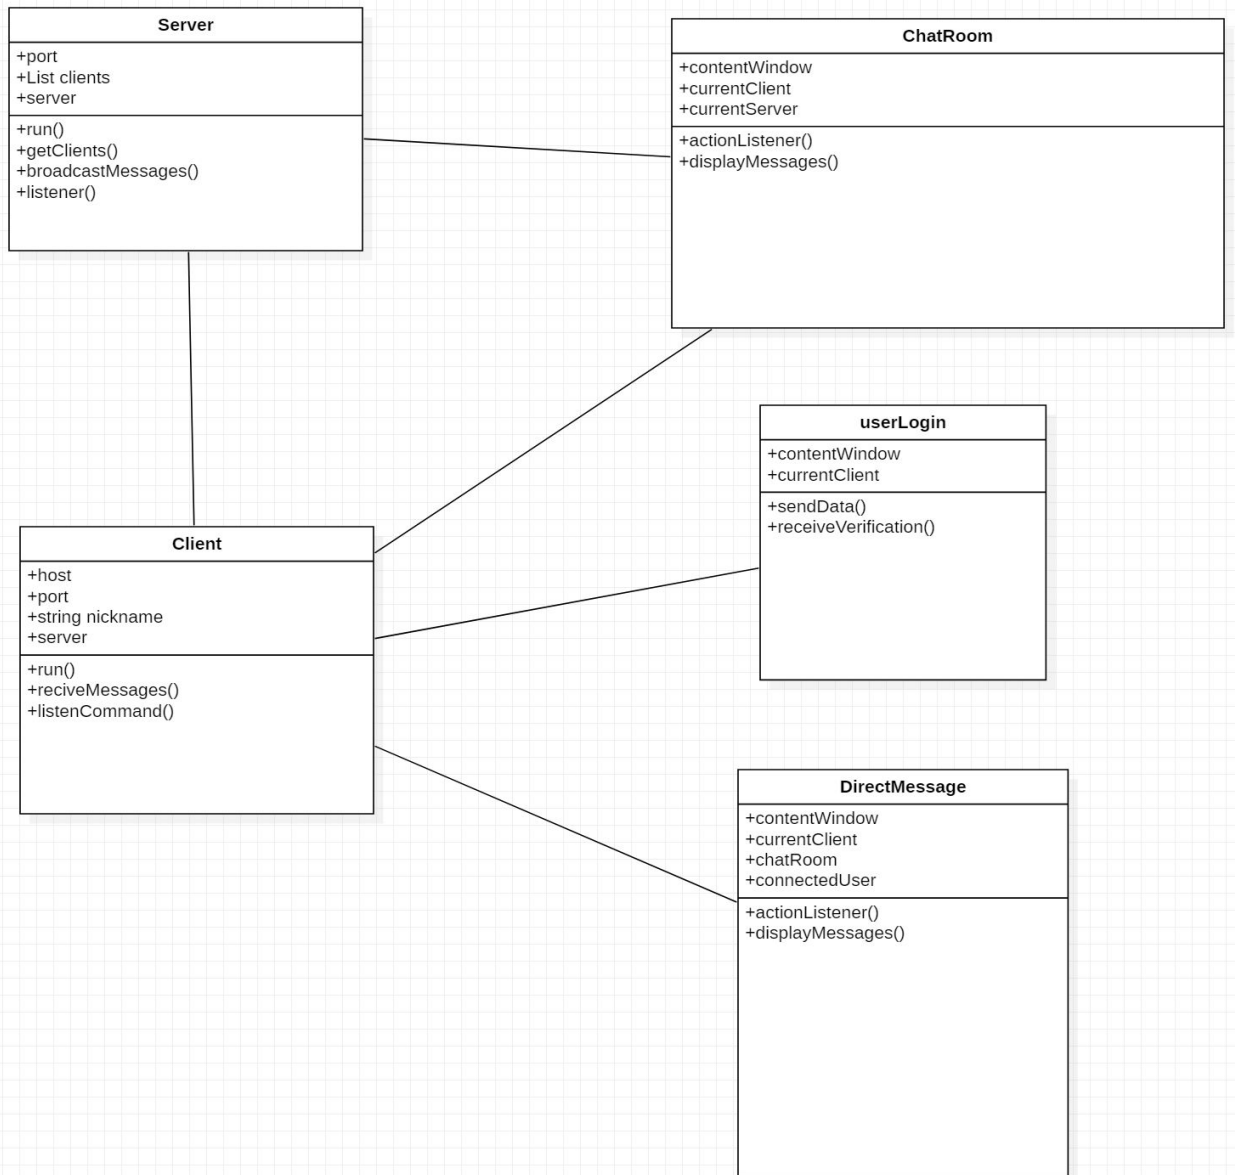 Server
+port
+List clients
+server
+run()
+getClients()
+broadcastMessages()
+listener()
ChatRoom
+contentWindow
+currentClient
+currentServer
+actionListener()
+displayMessages()
userLogin
+contentWindow
+currentClient
+sendData()
+receiveVerification()
Client
+host
+port
+string nickname
+server
+run()
+reciveMessages()
+listenCommand()
DirectMessage
+contentWindow
+currentClient
+chatRoom
+connectedUser
+actionListener()
+displayMessages()